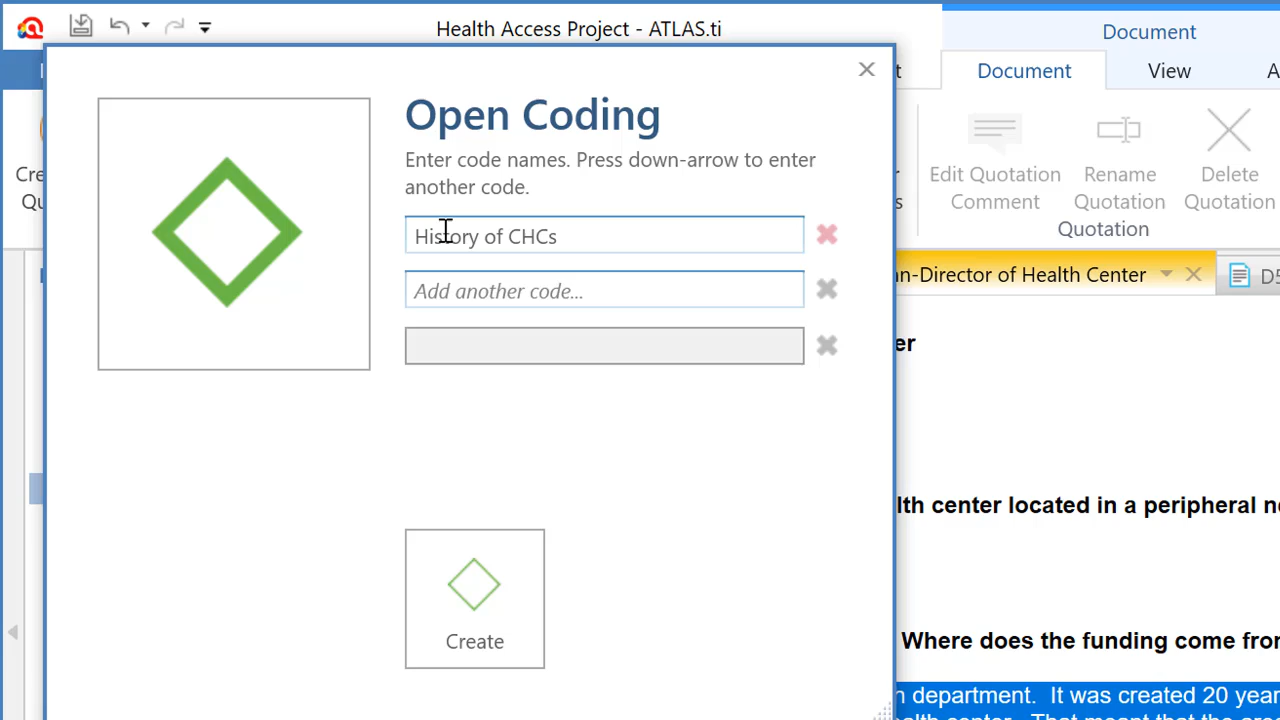 Health Access Project - ATLAS.ti
Document
Document
View
Open Coding
Enter code names. Press down-arrow to enter
another code.
History of CHCs
Add another code...
Create
Edit Quotation
Comment
Rename
Quotation
Delete
Quotation
Quotation
n-Director of Health Center
D5
er
lth center located in a peripheral
Where does the funding come
department. It was created 20